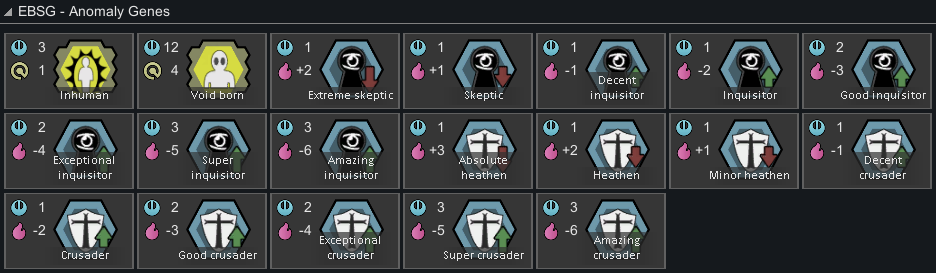 EBSG - Anomaly Genes
3 12 1 1 1 1 2
1 4 +2 +1 -1 -2 -3
Inhuman Void born Extreme skeptic Skeptic Decent inquisitor Inquisitor Good inquisitor
2 3 3 1 1 1 1
-4 -5 -6 +3 +2 +1 -1
Exceptional inquisitor Super inquisitor Amazing inquisitor Absolute heathen Heathen Minor heathen Decent crusader
1 2 2 3 3
-2 -3 -4 -5 -6
Crusader Good crusader Exceptional crusader Super crusader Amazing crusader